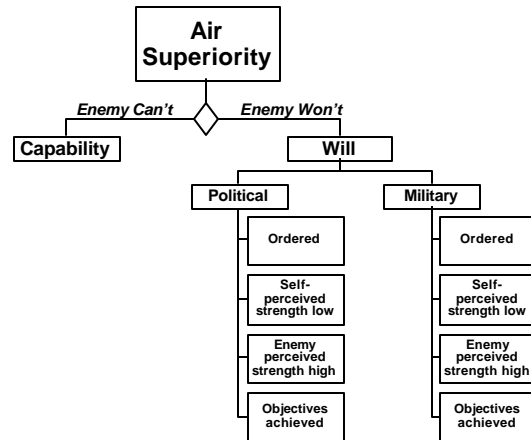 Air
Superiority
Enemy Can't
Enemy Won't
Capability
Will
Political
Military
Ordered
Self-
perceived
strength low
Enemy
perceived
strength high
Objectives
achieved
Ordered
Self-
perceived
strength low
Enemy
perceived
strength high
Objectives
achieved